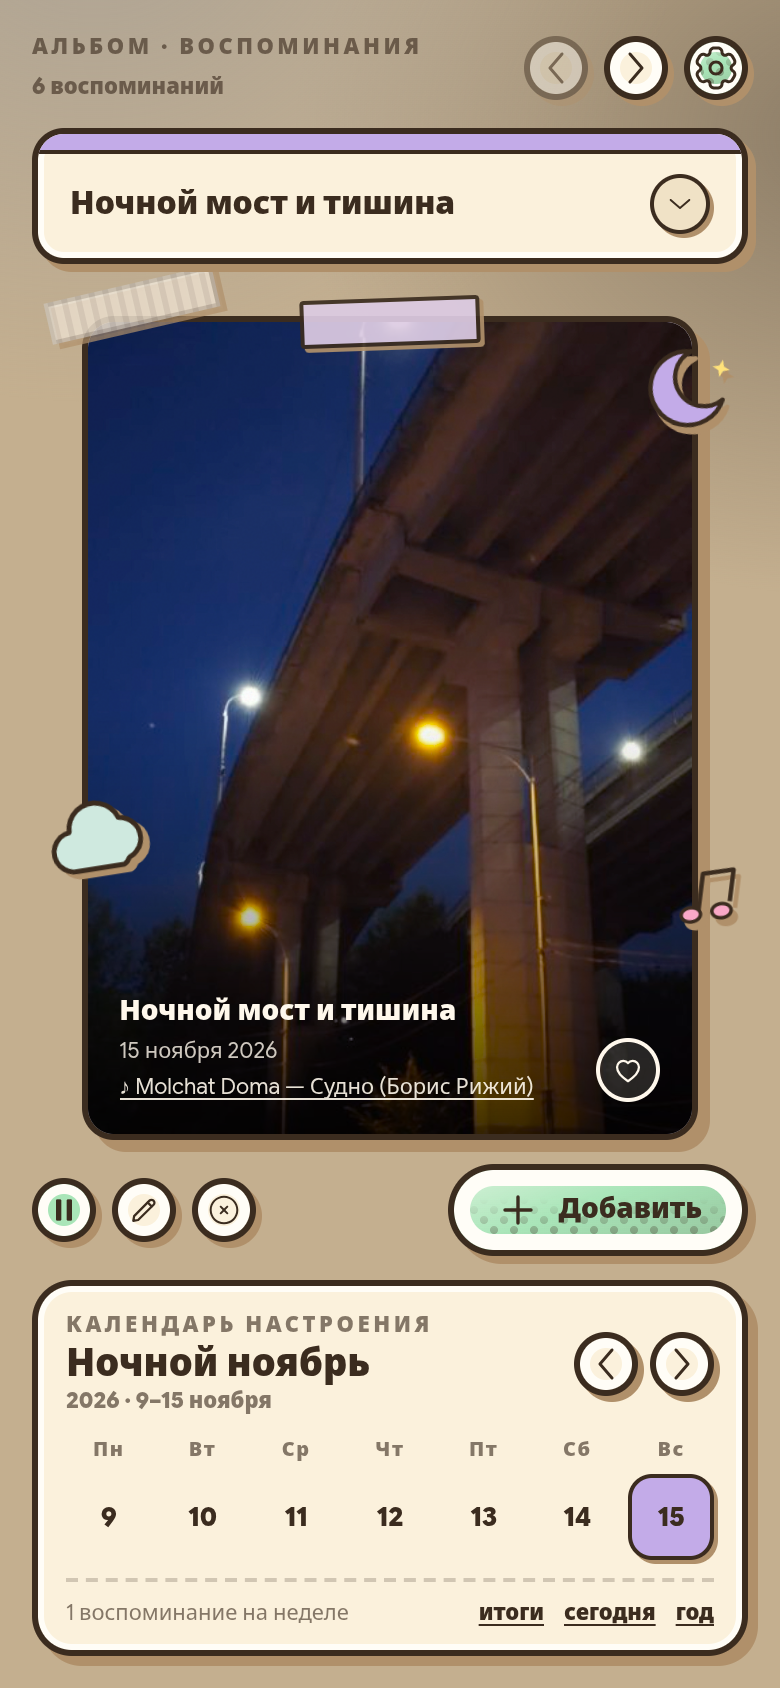 АЛЬБОМ · ВОСПОМИНАНИЯ
6 воспоминаний
Ночной мост и тишина
Ночной мост и тишина
15 ноября 2026
♪ Molchat Doma — Судно (Борис Рижий)
Добавить
КАЛЕНДАРЬ НАСТРОЕНИЯ
Ночной ноябрь
2026 · 9–15 ноября
Пн Вт Ср Чт Пт Сб Вс
9 10 11 12 13 14 15
1 воспоминание на неделе итоги сегодня год